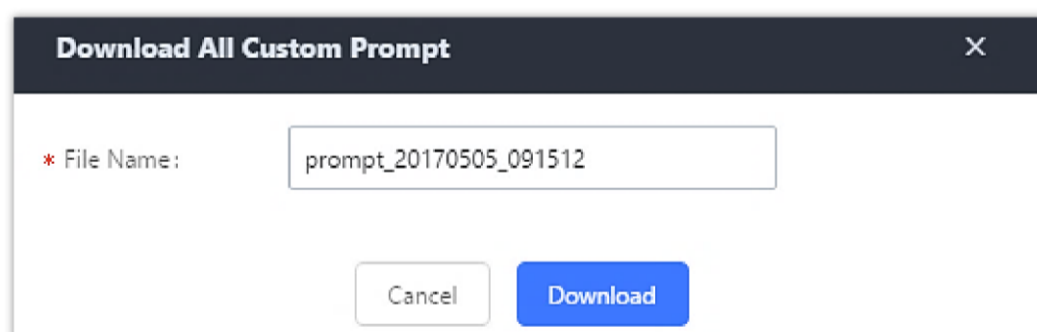 Download All Custom Prompt
* File Name:
prompt_20170505_091512
Cancel
Download